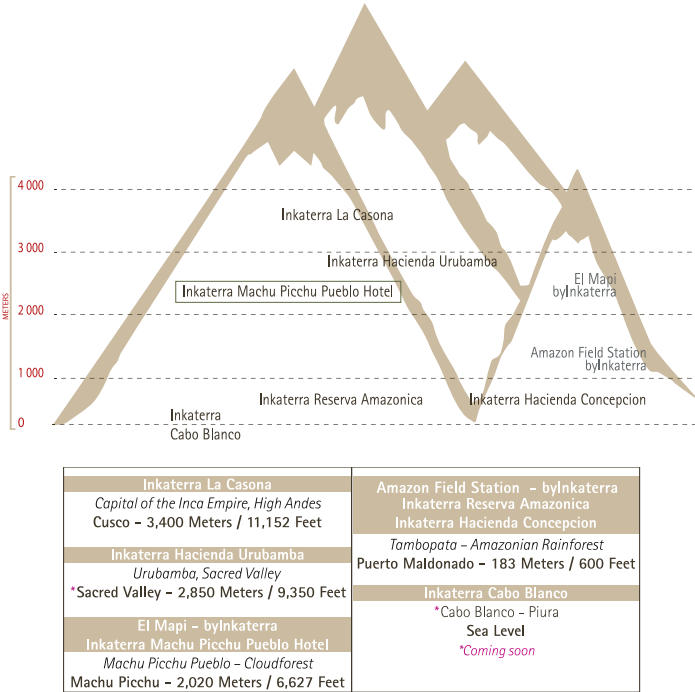 4 000
Inkaterra La Casona
3 000
Inkaterra Hacienda Urubamba
El Mapi
byInkaterra
Inkaterra Machu Picchu Pueblo Hotel
METERS
2 000
Amazon Field Station
byInkaterra
1 000
Inkaterra Reserva Amazonica
Inkaterra Hacienda Concepcion
Inkaterra
Cabo Blanco
0
Inkaterra La Casona
Capital of the Inca Empire, High Andes
Cusco – 3,400 Meters / 11,152 Feet
Inkaterra Hacienda Urubamba
Urubamba, Sacred Valley
*Sacred Valley – 2,850 Meters / 9,350 Feet
El Mapi – byInkaterra
Inkaterra Machu Picchu Pueblo Hotel
Machu Picchu Pueblo – Cloudforest
Machu Picchu – 2,020 Meters / 6,627 Feet
Amazon Field Station – byInkaterra
Inkaterra Reserva Amazonica
Inkaterra Hacienda Concepcion
Tambopata – Amazonian Rainforest
Puerto Maldonado – 183 Meters / 600 Feet
Inkaterra Cabo Blanco
*Cabo Blanco – Piura
Sea Level
*Coming soon